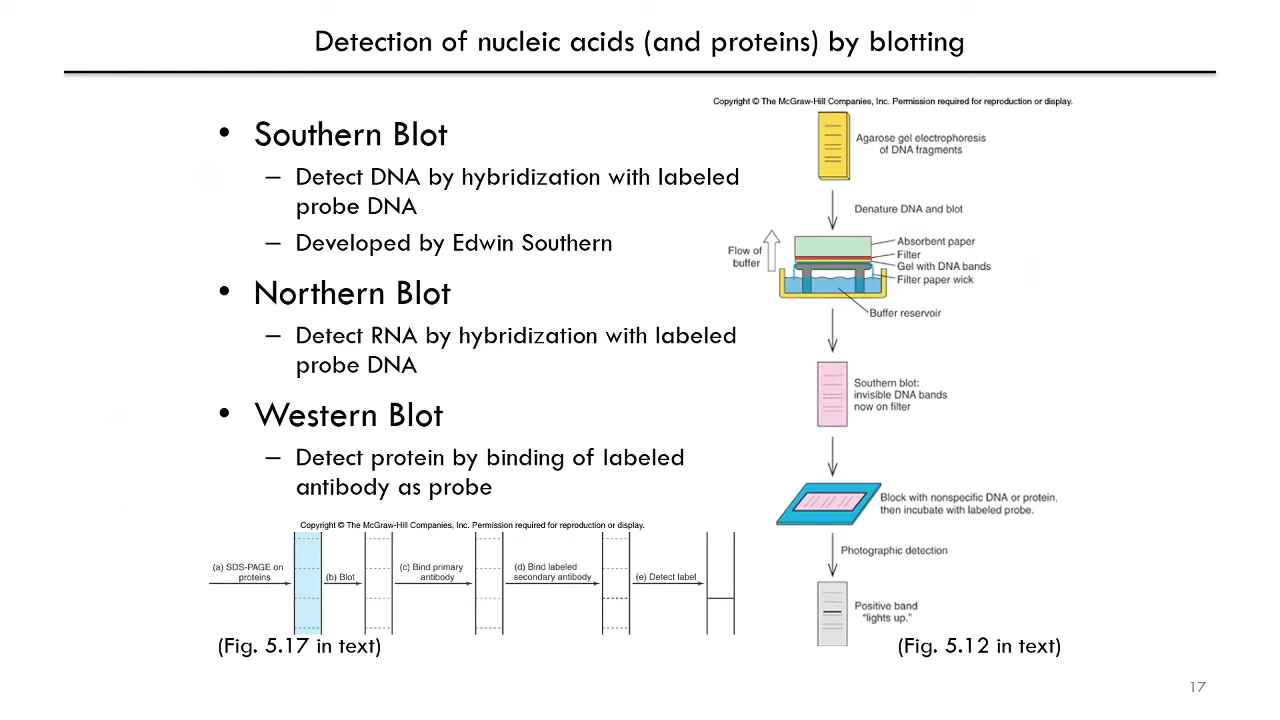 Detection of nucleic acids (and proteins) by blotting
• Southern Blot
– Detect DNA by hybridization with labeled
probe DNA
– Developed by Edwin Southern
• Northern Blot
– Detect RNA by hybridization with labeled
probe DNA
• Western Blot
– Detect protein by binding of labeled
antibody as probe
Copyright © The McGraw-Hill Companies, Inc. Permission required for reproduction or display.
(a) SDS-PAGE on
proteins
(b) Blot
(c) Bind primary
antibody
(d) Bind labeled
secondary antibody
(e) Detect label
(Fig. 5.17 in text)
Copyright © The McGraw-Hill Companies, Inc. Permission required for reproduction or display.
Agarose gel electrophoresis
of DNA fragments
Denature DNA and blot
Flow of
buffer
Absorbent paper
Filter
Gel with DNA bands
Filter paper wick
Buffer reservoir
Southern blot:
invisible DNA bands
now on filter
Block with nonspecific DNA or protein,
then incubate with labeled probe.
Photographic detection
Positive band
“lights up.”
(Fig. 5.12 in text)
17